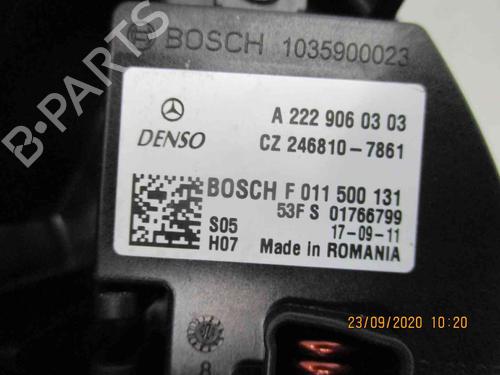 BOSCH 1035900023
A 222 906 03 03
DENSO CZ 246810-7861
BOSCH F 011 500 131
53F S 01766799
S05 17-09-11
H07 Made in ROMANIA
8
23/09/2020 10:20